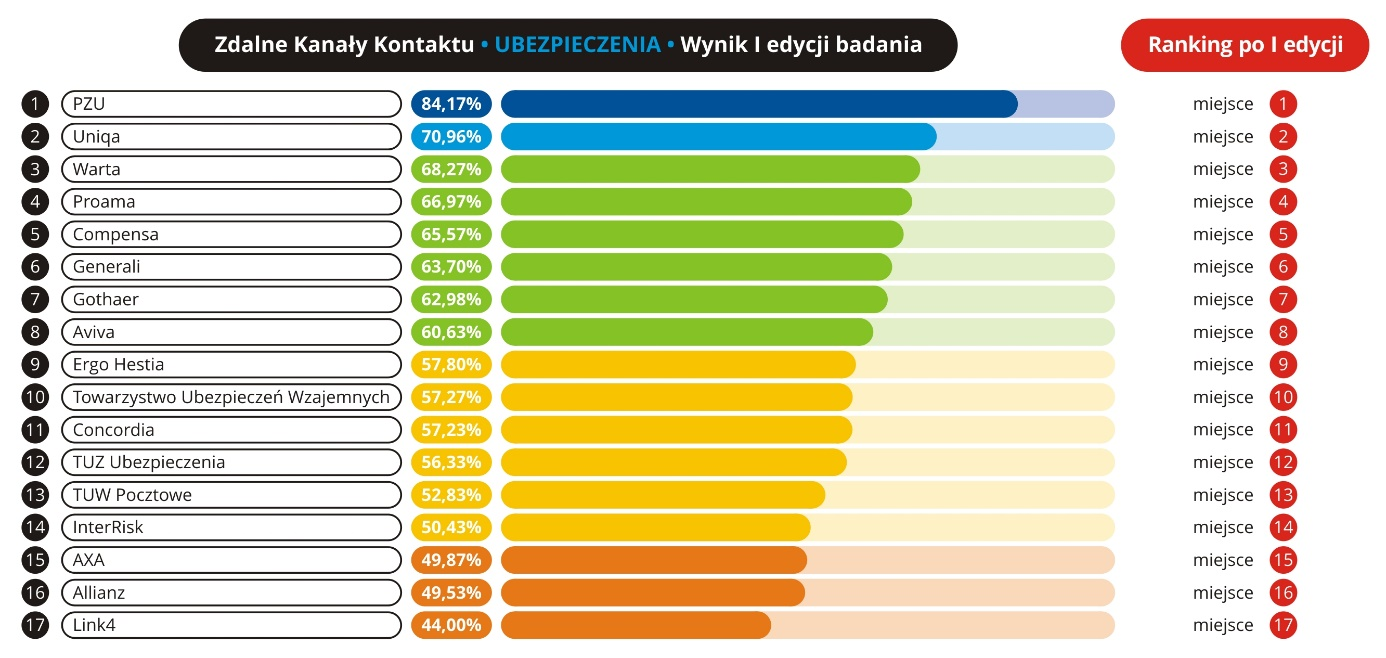 Zdalne Kanały Kontaktu • UBEZPIECZENIA • Wynik I edycji badania Ranking po I edycji
1 PZU 84,17% miejsce 1
2 Uniqa 70,96% miejsce 2
3 Warta 68,27% miejsce 3
4 Proama 66,97% miejsce 4
5 Compensa 65,57% miejsce 5
6 Generali 63,70% miejsce 6
7 Gothaer 62,98% miejsce 7
8 Aviva 60,63% miejsce 8
9 Ergo Hestia 57,80% miejsce 9
10 Towarzystwo Ubezpieczeń Wzajemnych 57,27% miejsce 10
11 Concordia 57,23% miejsce 11
12 TUZ Ubezpieczenia 56,33% miejsce 12
13 TUW Pocztowe 52,83% miejsce 13
14 InterRisk 50,43% miejsce 14
15 AXA 49,87% miejsce 15
16 Allianz 49,53% miejsce 16
17 Link4 44,00% miejsce 17